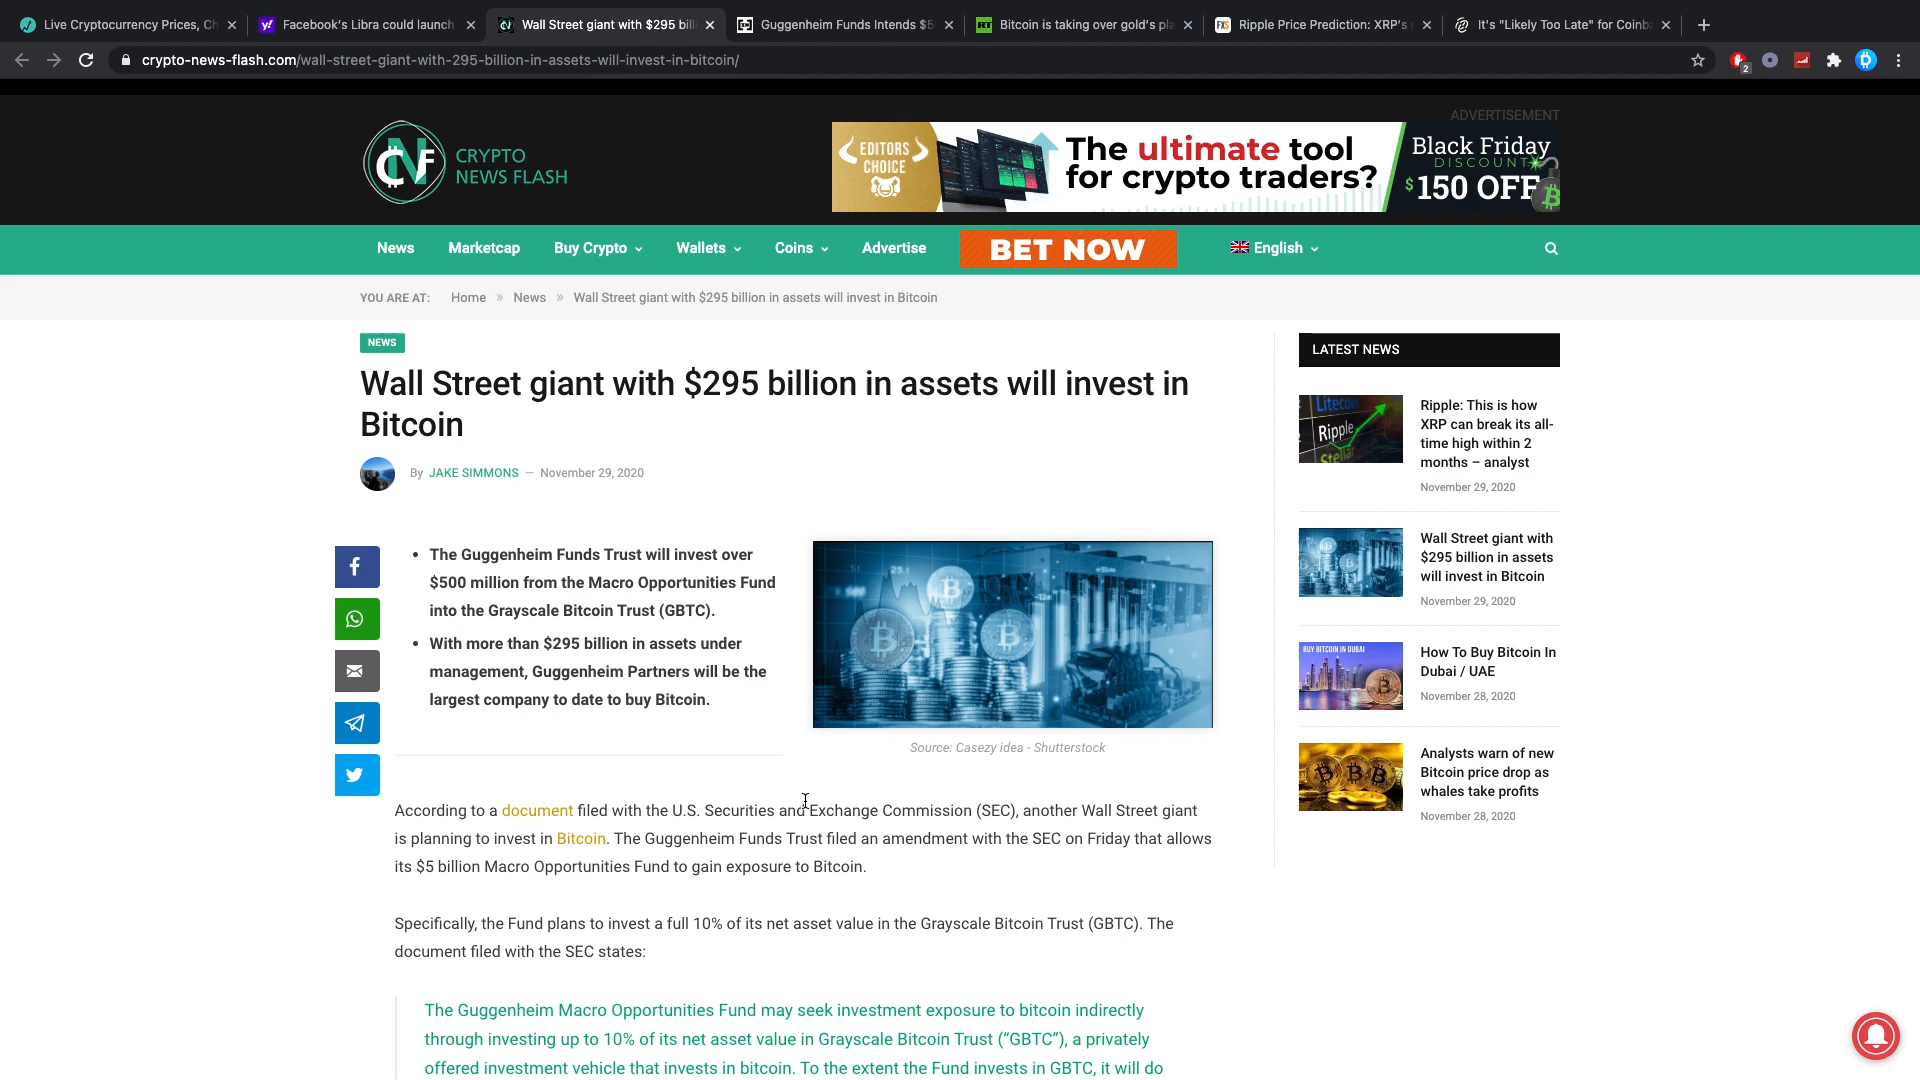 Live Cryptocurrency Prices, Ch
Facebook's Libra could launch
Wall Street giant with $295 bill
Guggenheim Funds Intends $5
Bitcoin is taking over gold's pla
Ripple Price Prediction: XRP's
It's "Likely Too Late" for Coinb
crypto-news-flash.com/wall-street-giant-with-295-billion-in-assets-will-invest-in-bitcoin/
2
ADVERTISEMENT
CNF
CRYPTO
NEWS FLASH
EDITORS
CHOICE
The ultimate tool
for crypto traders?
Black Friday
DISCOUNT
$150 OFF
News
Marketcap
Buy Crypto
Wallets
Coins
Advertise
BET NOW
English
YOU ARE AT: Home » News » Wall Street giant with $295 billion in assets will invest in Bitcoin
NEWS
Wall Street giant with $295 billion in assets will invest in
Bitcoin
By JAKE SIMMONS — November 29, 2020
• The Guggenheim Funds Trust will invest over
$500 million from the Macro Opportunities Fund
into the Grayscale Bitcoin Trust (GBTC).
• With more than $295 billion in assets under
management, Guggenheim Partners will be the
largest company to date to buy Bitcoin.
Source: Casezy idea - Shutterstock
According to a document filed with the U.S. Securities and Exchange Commission (SEC), another Wall Street giant
is planning to invest in Bitcoin. The Guggenheim Funds Trust filed an amendment with the SEC on Friday that allows
its $5 billion Macro Opportunities Fund to gain exposure to Bitcoin.
Specifically, the Fund plans to invest a full 10% of its net asset value in the Grayscale Bitcoin Trust (GBTC). The
document filed with the SEC states:
The Guggenheim Macro Opportunities Fund may seek investment exposure to bitcoin indirectly
through investing up to 10% of its net asset value in Grayscale Bitcoin Trust (“GBTC”), a privately
offered investment vehicle that invests in bitcoin. To the extent the Fund invests in GBTC, it will do
LATEST NEWS
Litecoin
Ripple
Stellar
Ripple: This is how
XRP can break its all-
time high within 2
months – analyst
November 29, 2020
Wall Street giant with
$295 billion in assets
will invest in Bitcoin
November 29, 2020
BUY BITCOIN IN DUBAI
How To Buy Bitcoin In
Dubai / UAE
November 28, 2020
Analysts warn of new
Bitcoin price drop as
whales take profits
November 28, 2020